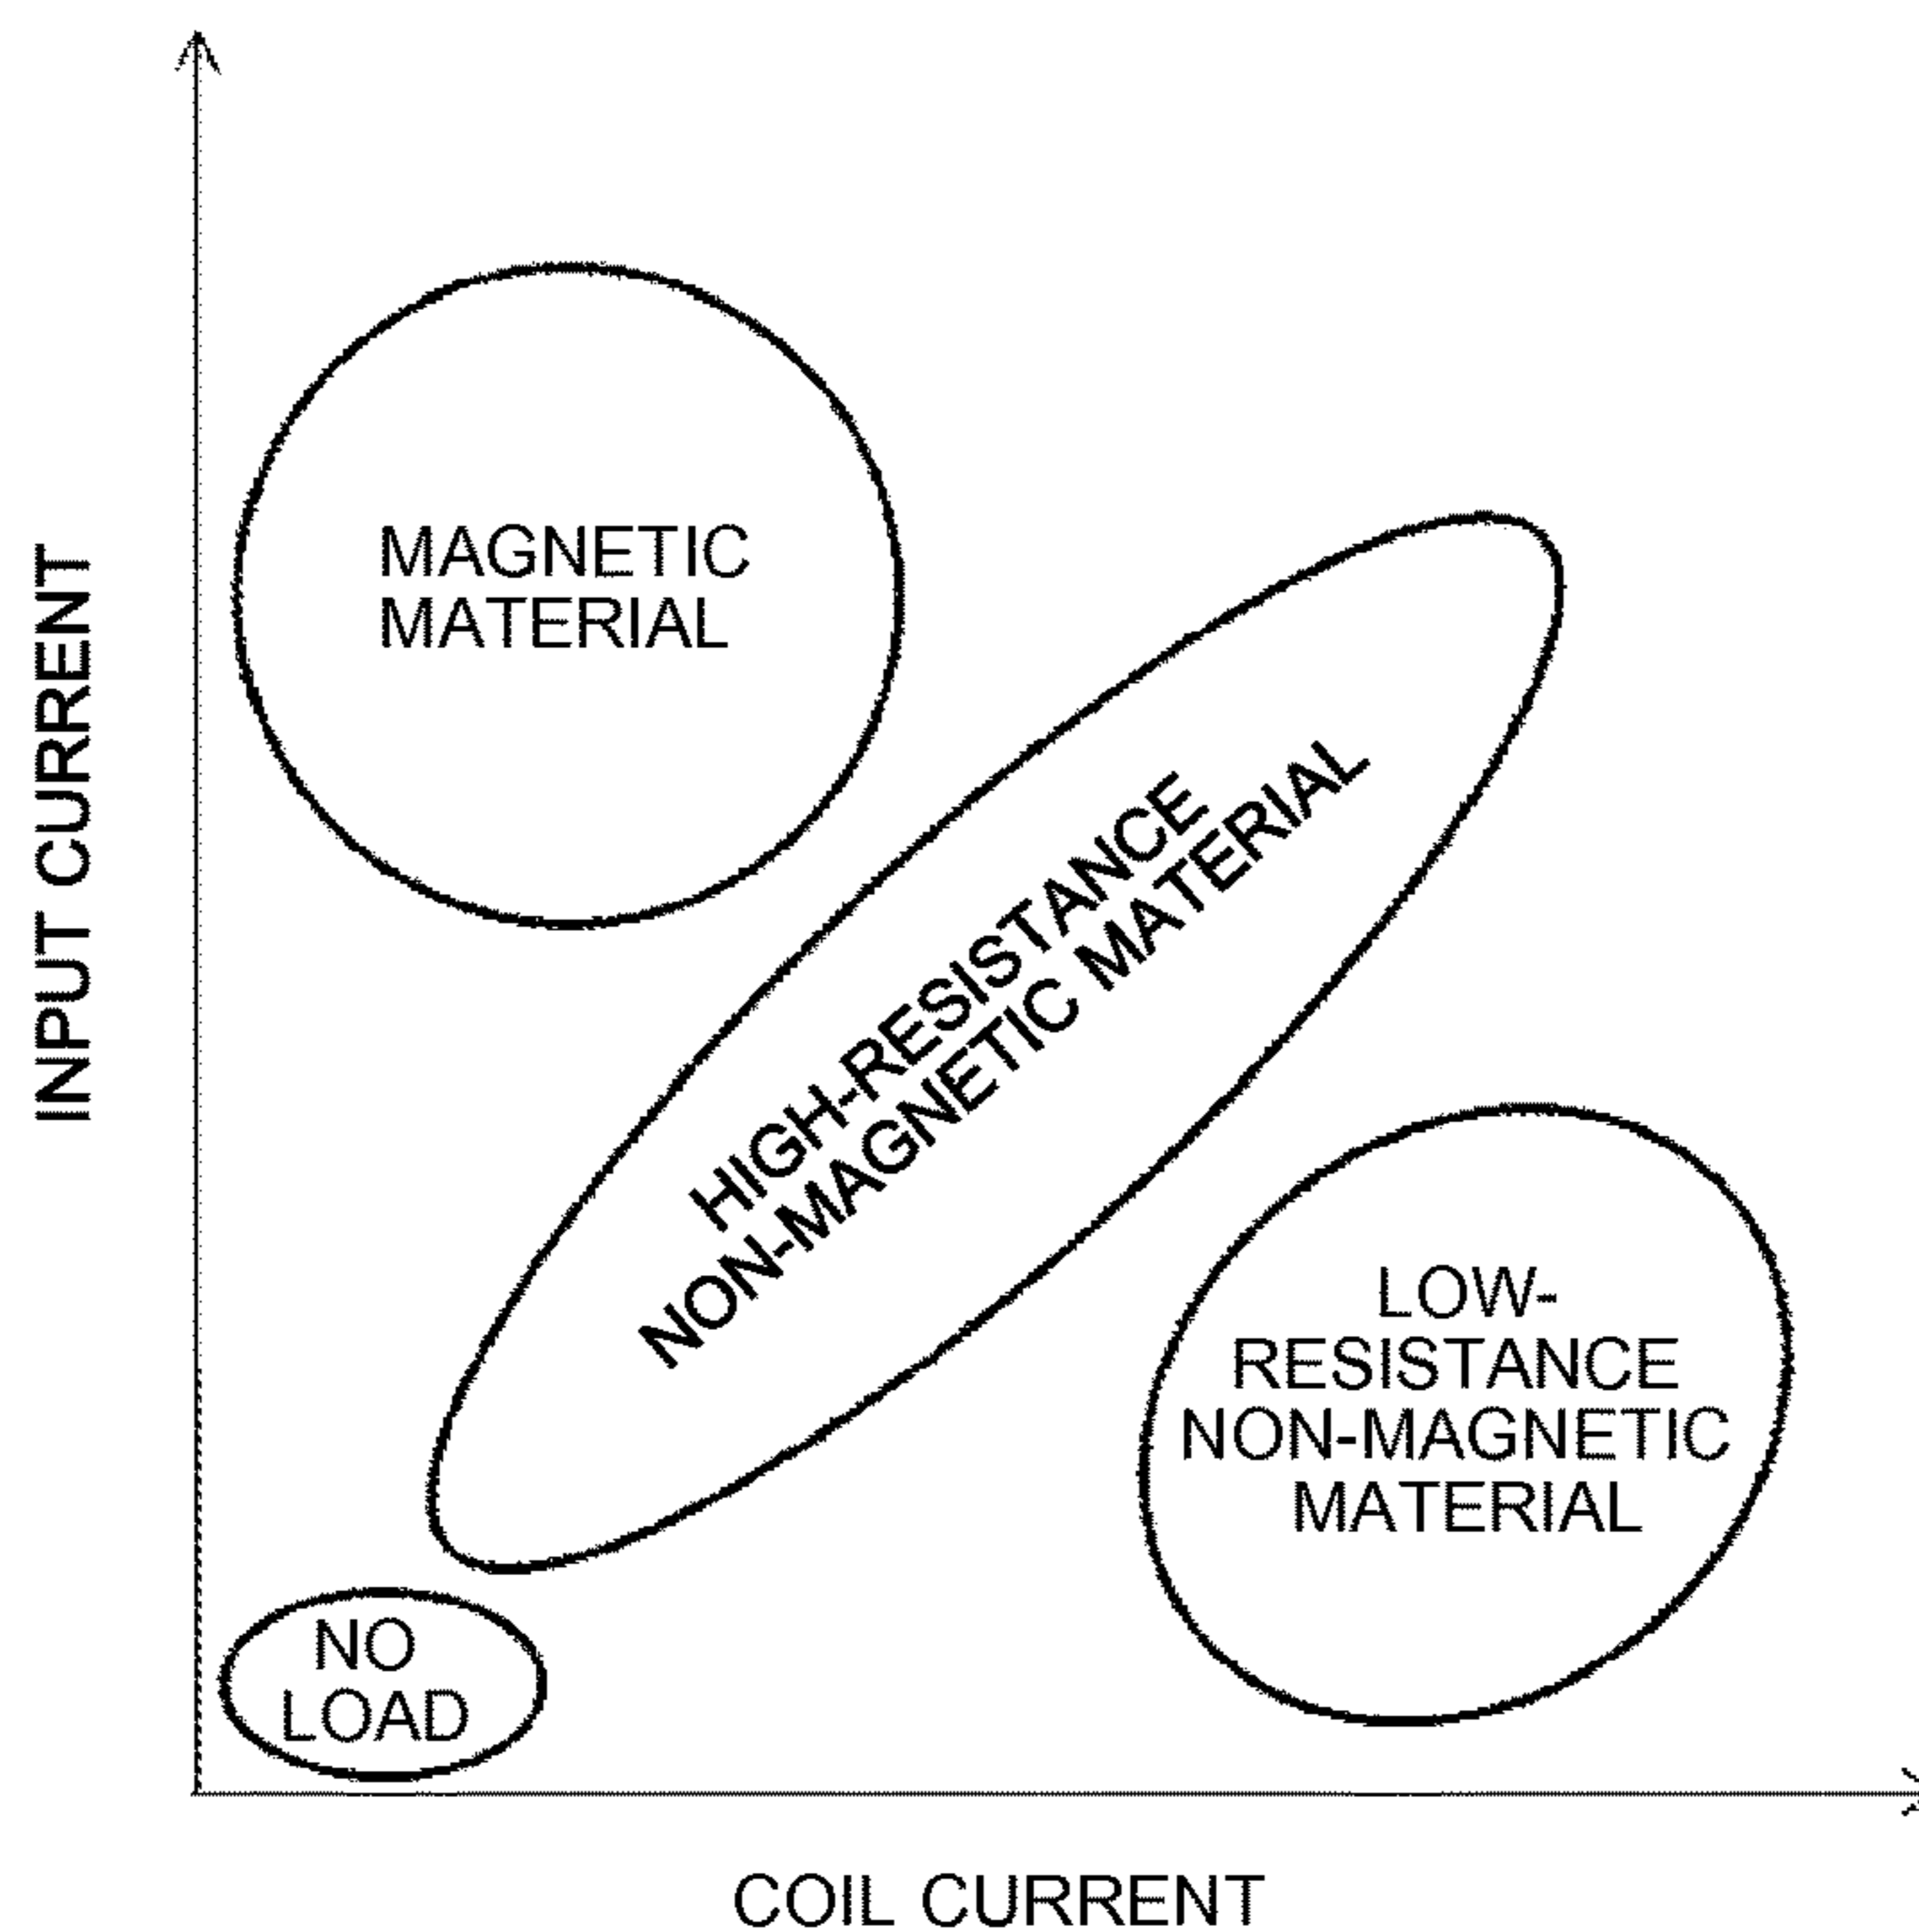 INPUT CURRENT
MAGNETIC
MATERIAL
HIGH-RESISTANCE
NON-MAGNETIC MATERIAL
LOW-
RESISTANCE
NON-MAGNETIC
MATERIAL
NO
LOAD
COIL CURRENT